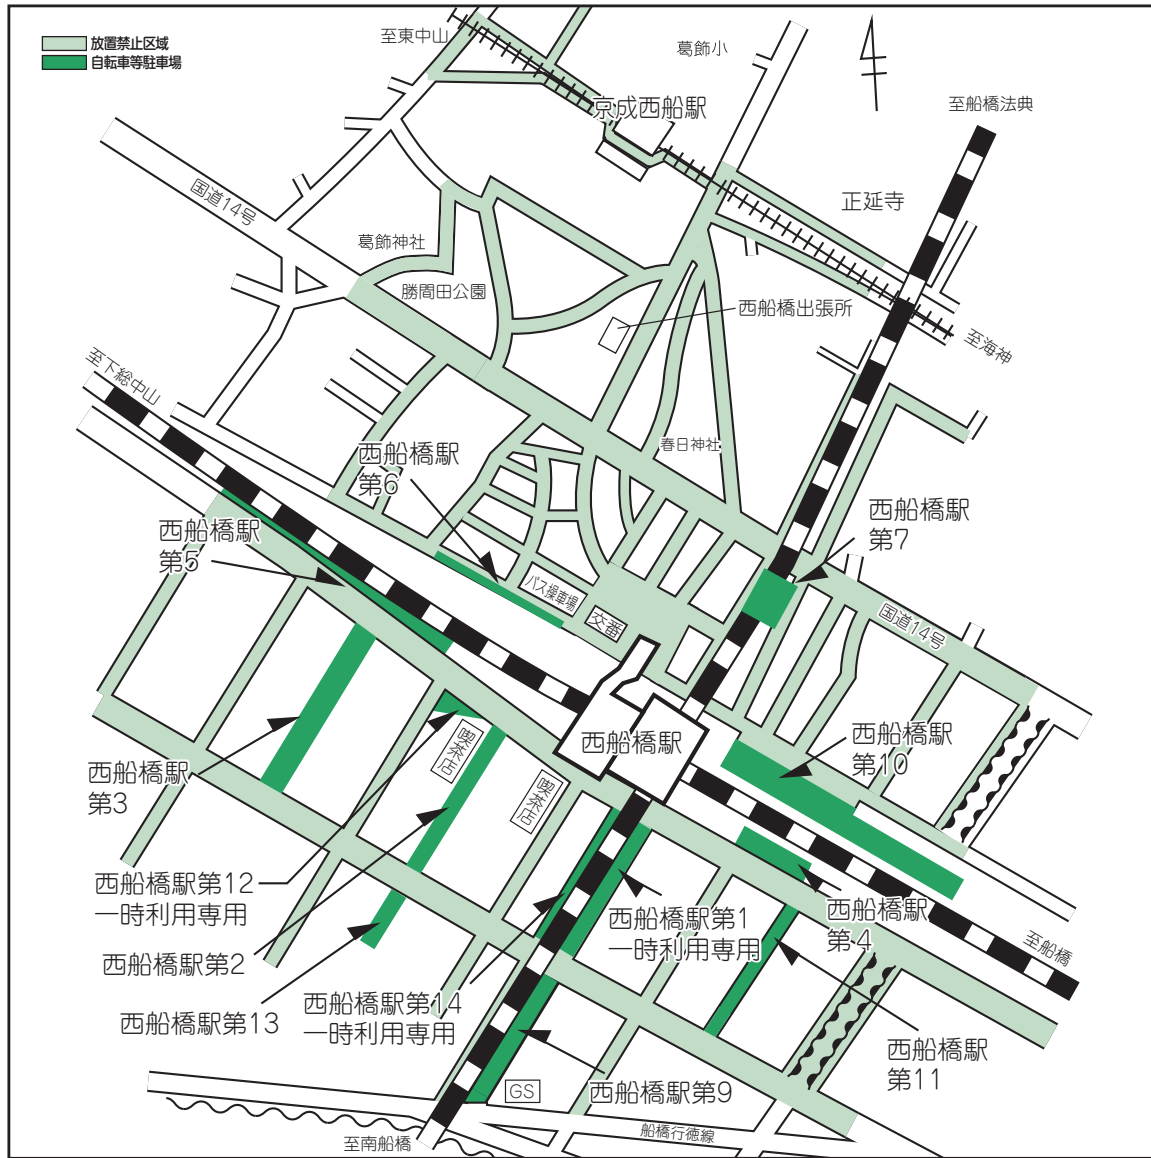 放置禁止区域
自転車等駐車場
至東中山
葛飾小
京成西船駅
至船橋法典
国道14号
正延寺
葛飾神社
勝間田公園
西船橋出張所
至海神
至下総中山
春日神社
西船橋駅
第6
西船橋駅
第7
西船橋駅
第5
バス操車場
交番
国道14号
西船橋駅
西船橋駅
第10
喫茶店
喫茶店
西船橋駅
第3
西船橋駅第12
一時利用専用
西船橋駅第1
一時利用専用
西船橋駅
第4
至船橋
西船橋駅第2
西船橋駅第13
西船橋駅第14
一時利用専用
西船橋駅
第11
GS
西船橋駅第9
船橋行徳線
至南船橋